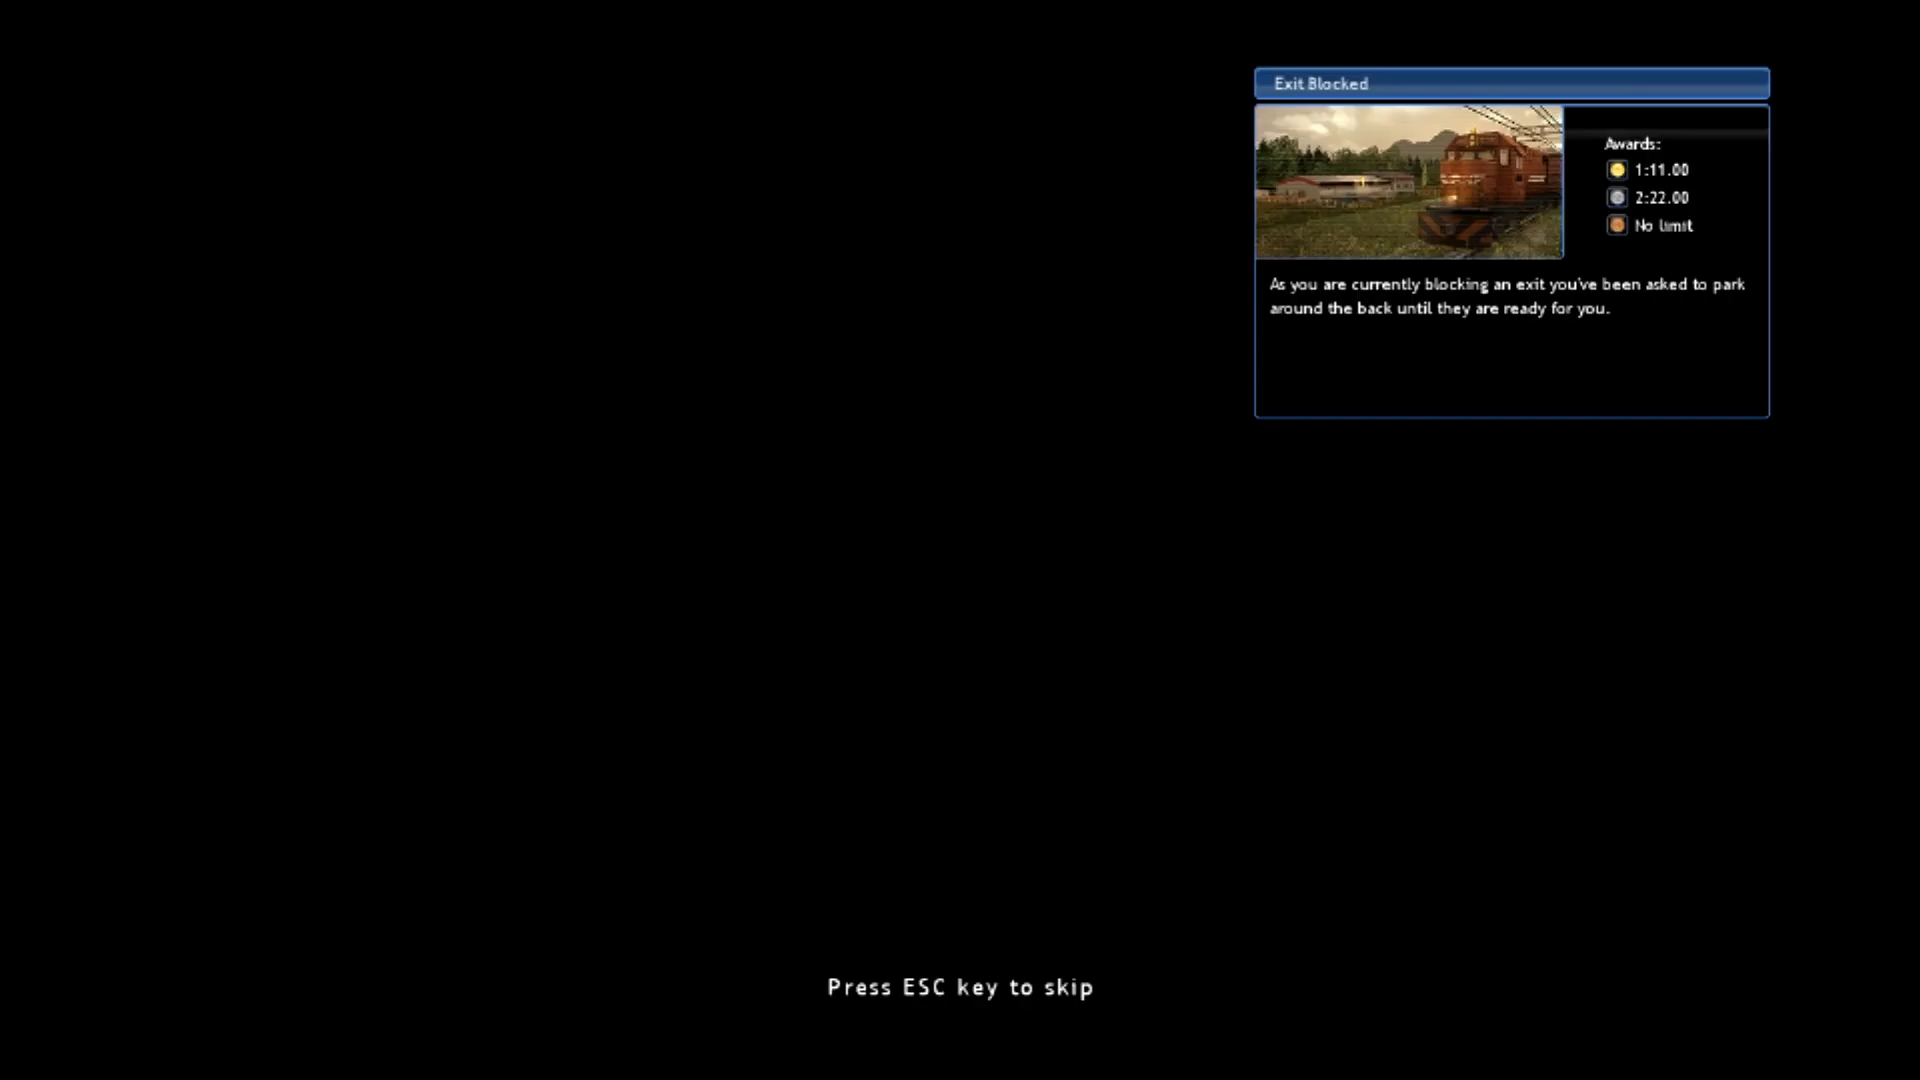 Exit Blocked
Awards:
1:11.00
2:22.00
No limit
As you are currently blocking an exit you've been asked to park
around the back until they are ready for you.
Press ESC key to skip